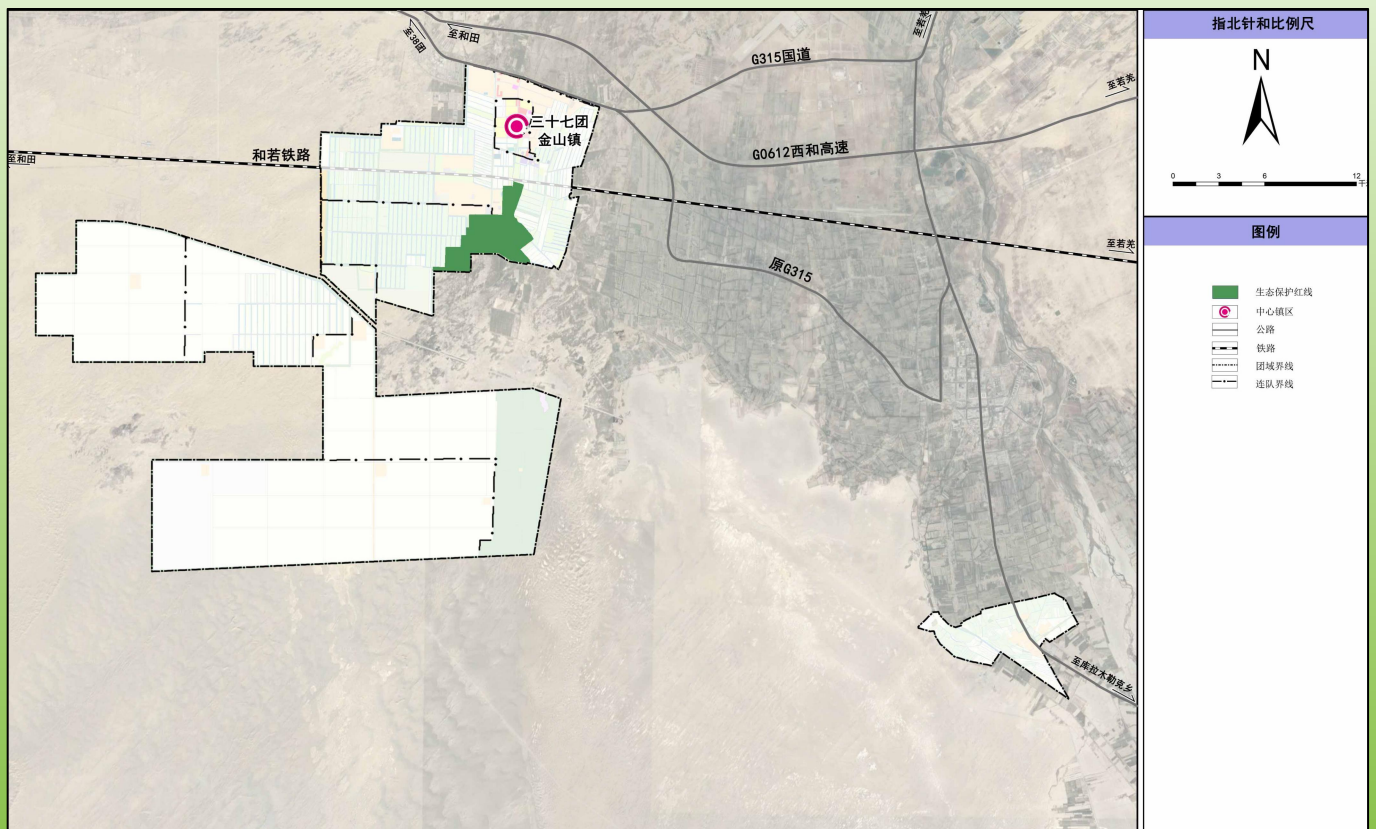 至38团
至和田
G315国道
至若羌
至若羌
三十七团
金山镇
G0612西和高速
和若铁路
至和田
至若羌
原G315
至库拉木勒克乡
指北针和比例尺
N
0 3 6 12
千
图例
生态保护红线
中心镇区
公路
铁路
团域界线
连队界线